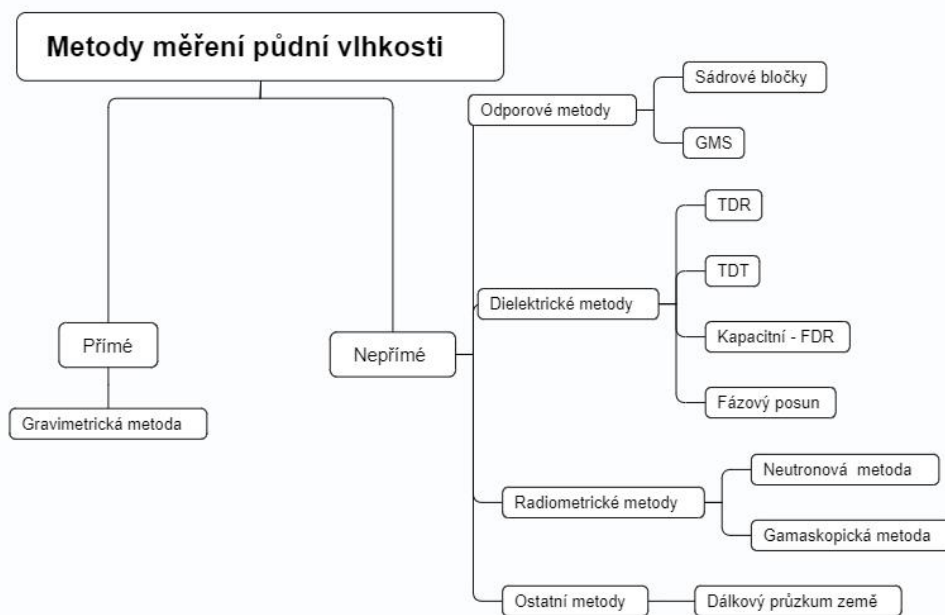 Metody měření půdní vlhkosti
Přímé
Gravimetrická metoda
Nepřímé
Odporové metody
Sádrové bločky
GMS
Dielektrické metody
TDR
TDT
Kapacitní - FDR
Fázový posun
Radiometrické metody
Neutronová metoda
Gamaskopická metoda
Ostatní metody
Dálkový průzkum země